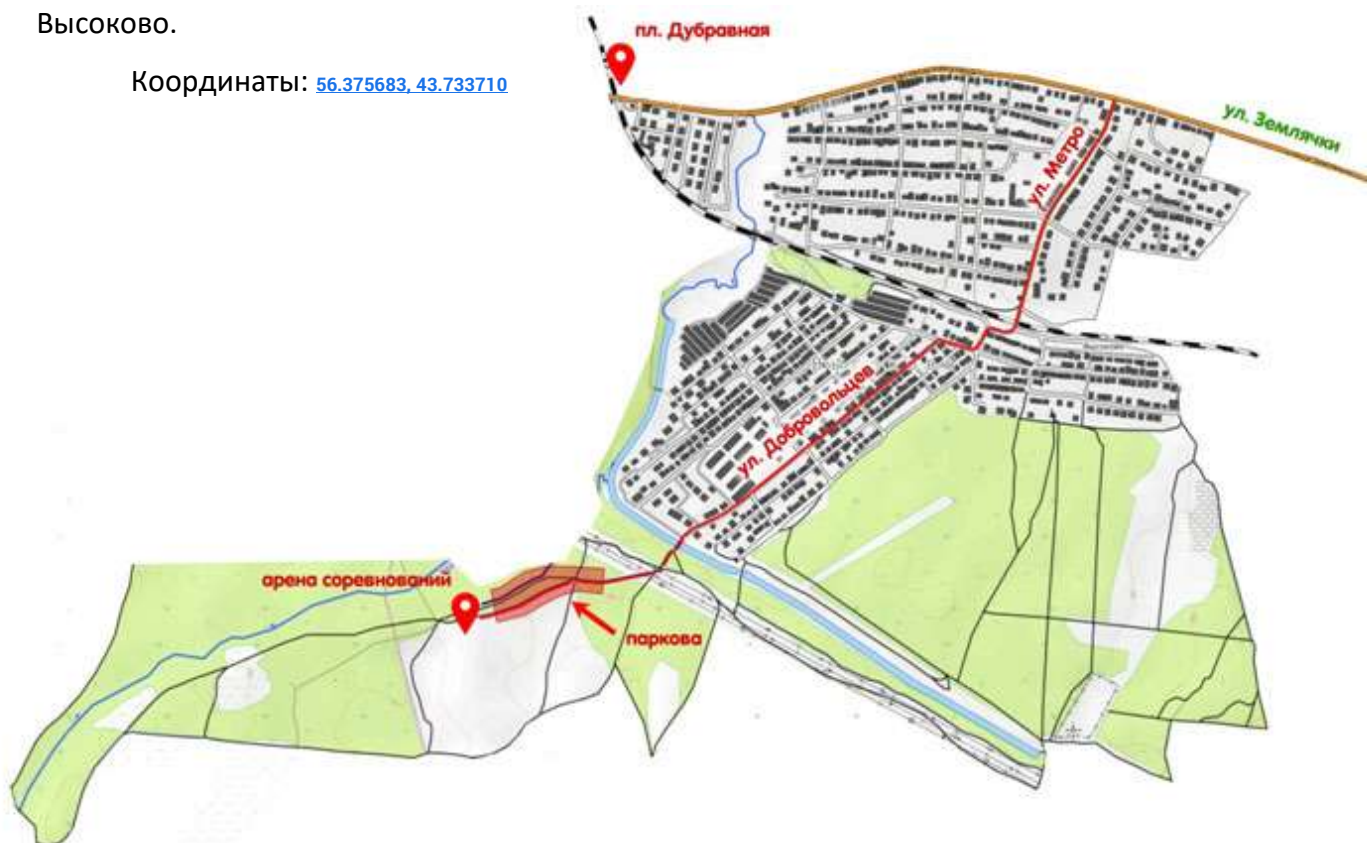 Высоково.
Координаты: 56.375683, 43.733710
пл. Дубравная
ул. Землячки
ул. Метро
ул. Добровольцев
арена соревнований
паркова